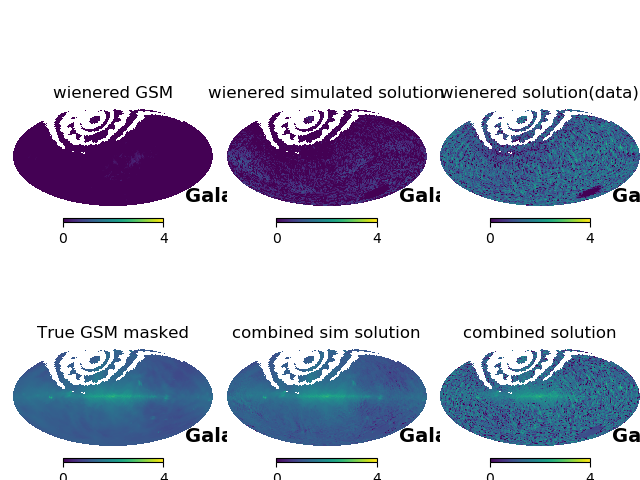 wienered GSM
wienered simulated solution
wienered solution(data)
Gala
Gala
Ga
0 4
0 4
0 4
True GSM masked
combined sim solution
combined solution
Gala
Gala
Ga
0 4
0 4
0 4